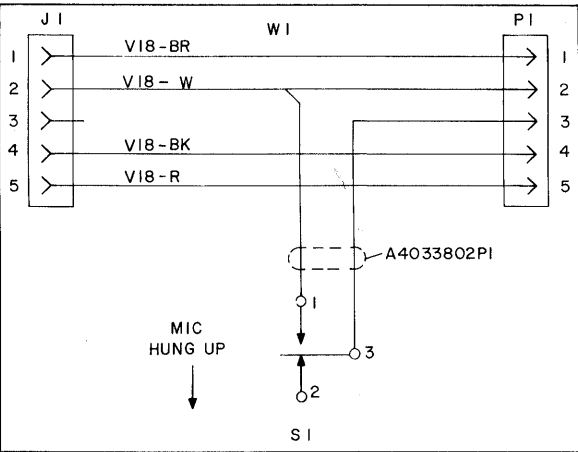 J1 W1 P1
1 V18-BR 1
2 V18-W 2
3 3
4 V18-BK 4
5 V18-R 5
A4033802P1
1
MIC
HUNG UP
3
2
S1